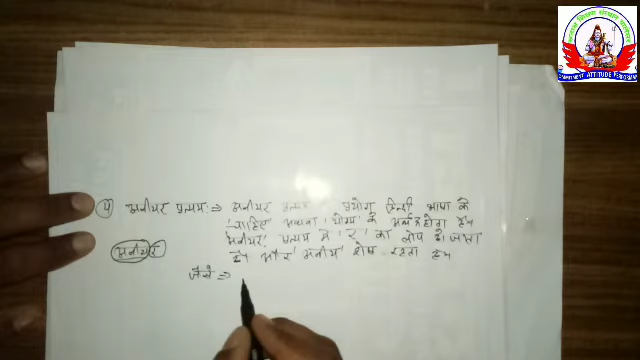 4 अनीयर प्रत्यय:⇒ अनीयर प्रत्यय प्रयोग हिन्दी भाषा के
'चाहिए' अथवा 'योग्य' के अर्थ में होता है।
अनीयर' प्रत्यय में 'र' का लोप हो जाता
है और 'अनीय' शेष रहता है।
अनीयर
जैसे ⇒